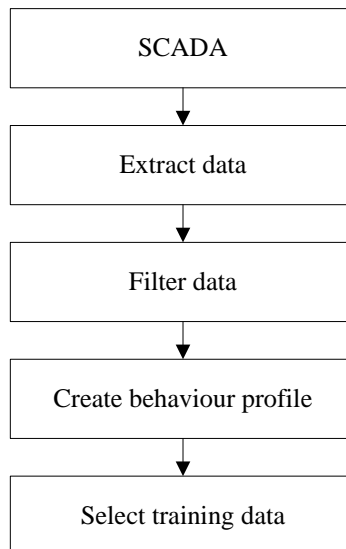 SCADA
Extract data
Filter data
Create behaviour profile
Select training data